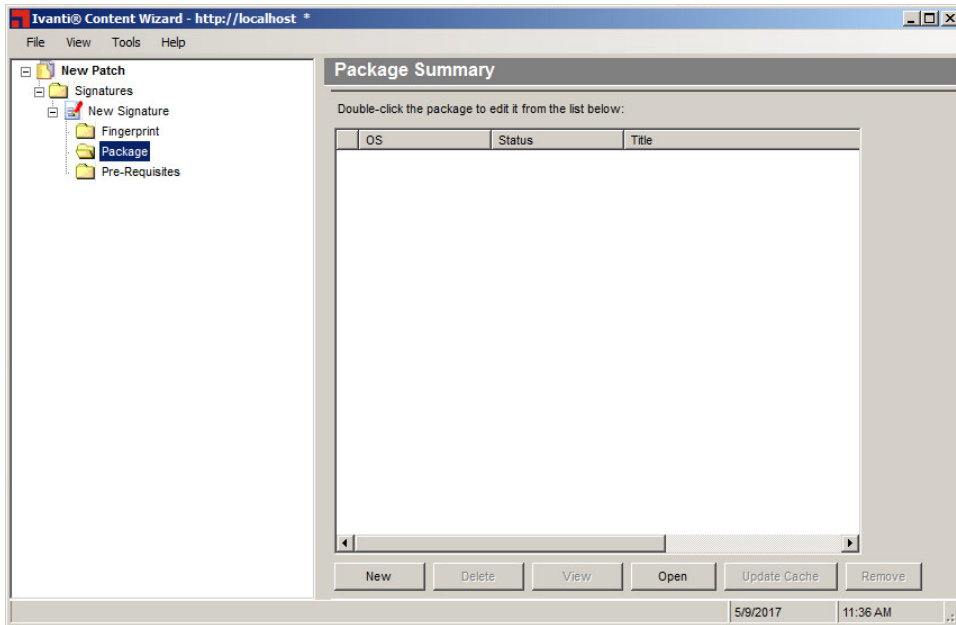 Ivanti® Content Wizard - http://localhost *
File View Tools Help
New Patch
Signatures
New Signature
Fingerprint
Package
Pre-Requisites
Package Summary
Double-click the package to edit it from the list below:
OS Status Title
New Delete View Open Update Cache Remove
5/9/2017 11:36 AM